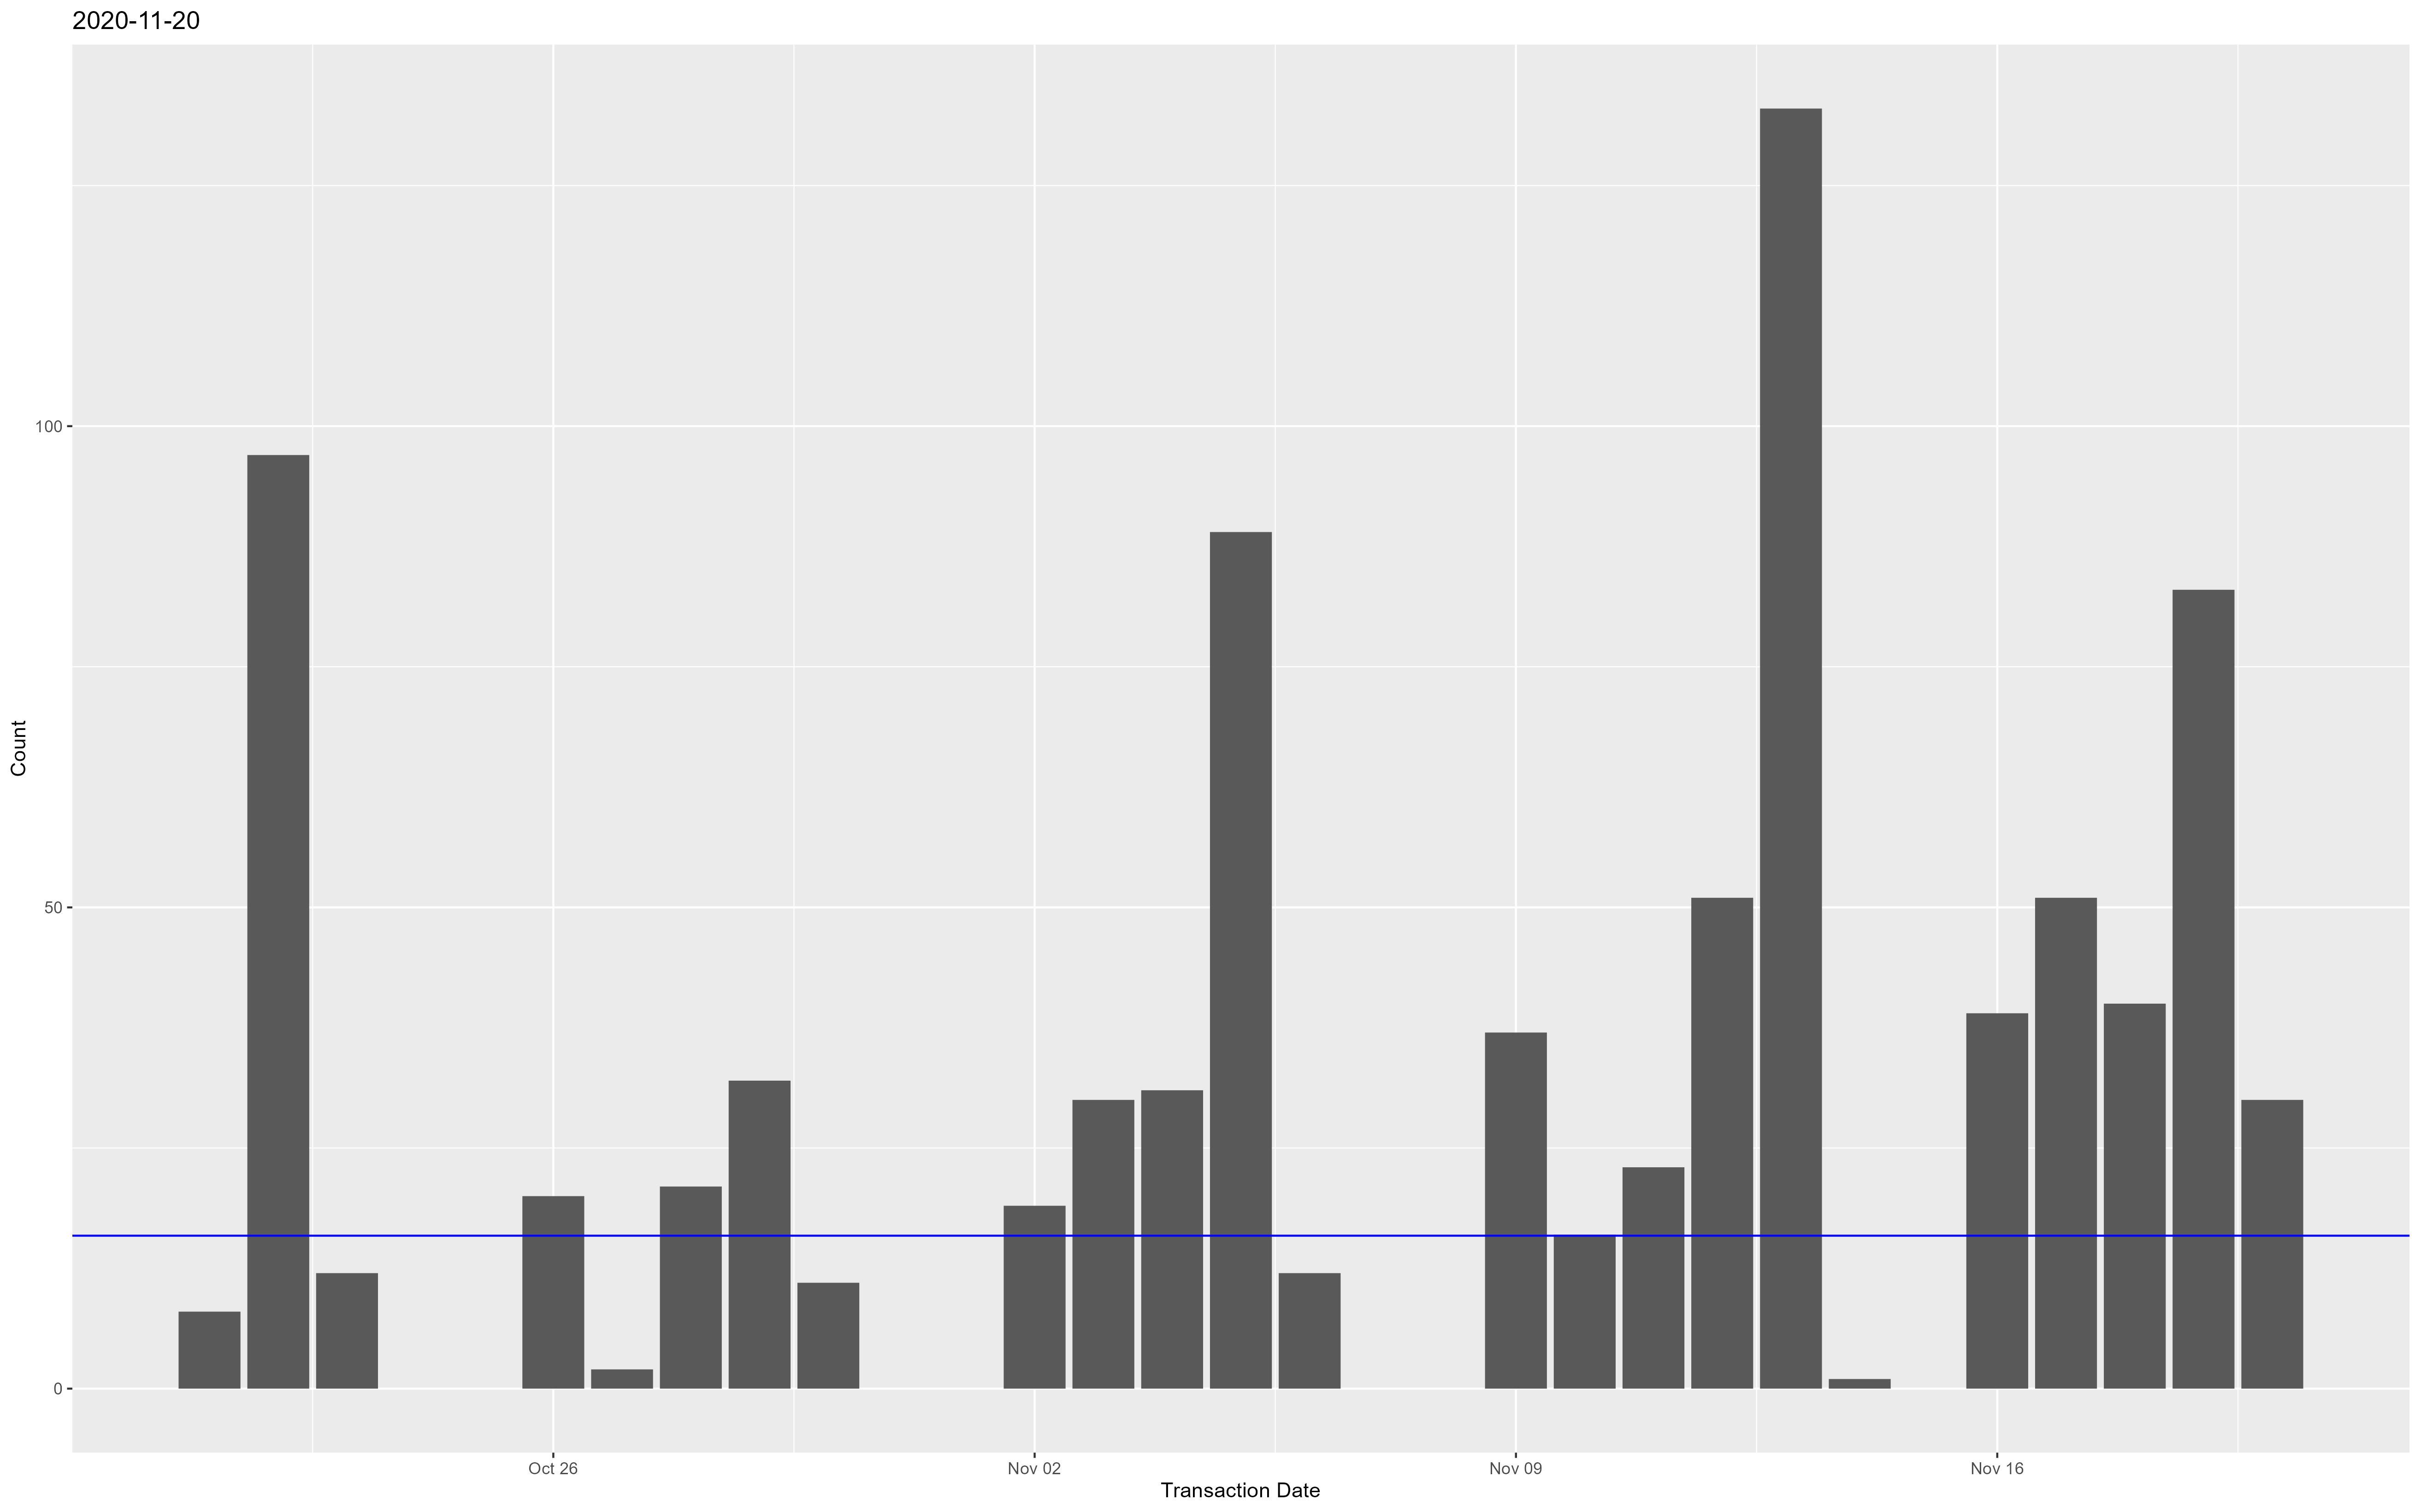 2020-11-20
Count
100
50
0
Oct 26
Nov 02
Nov 09
Nov 16
Transaction Date